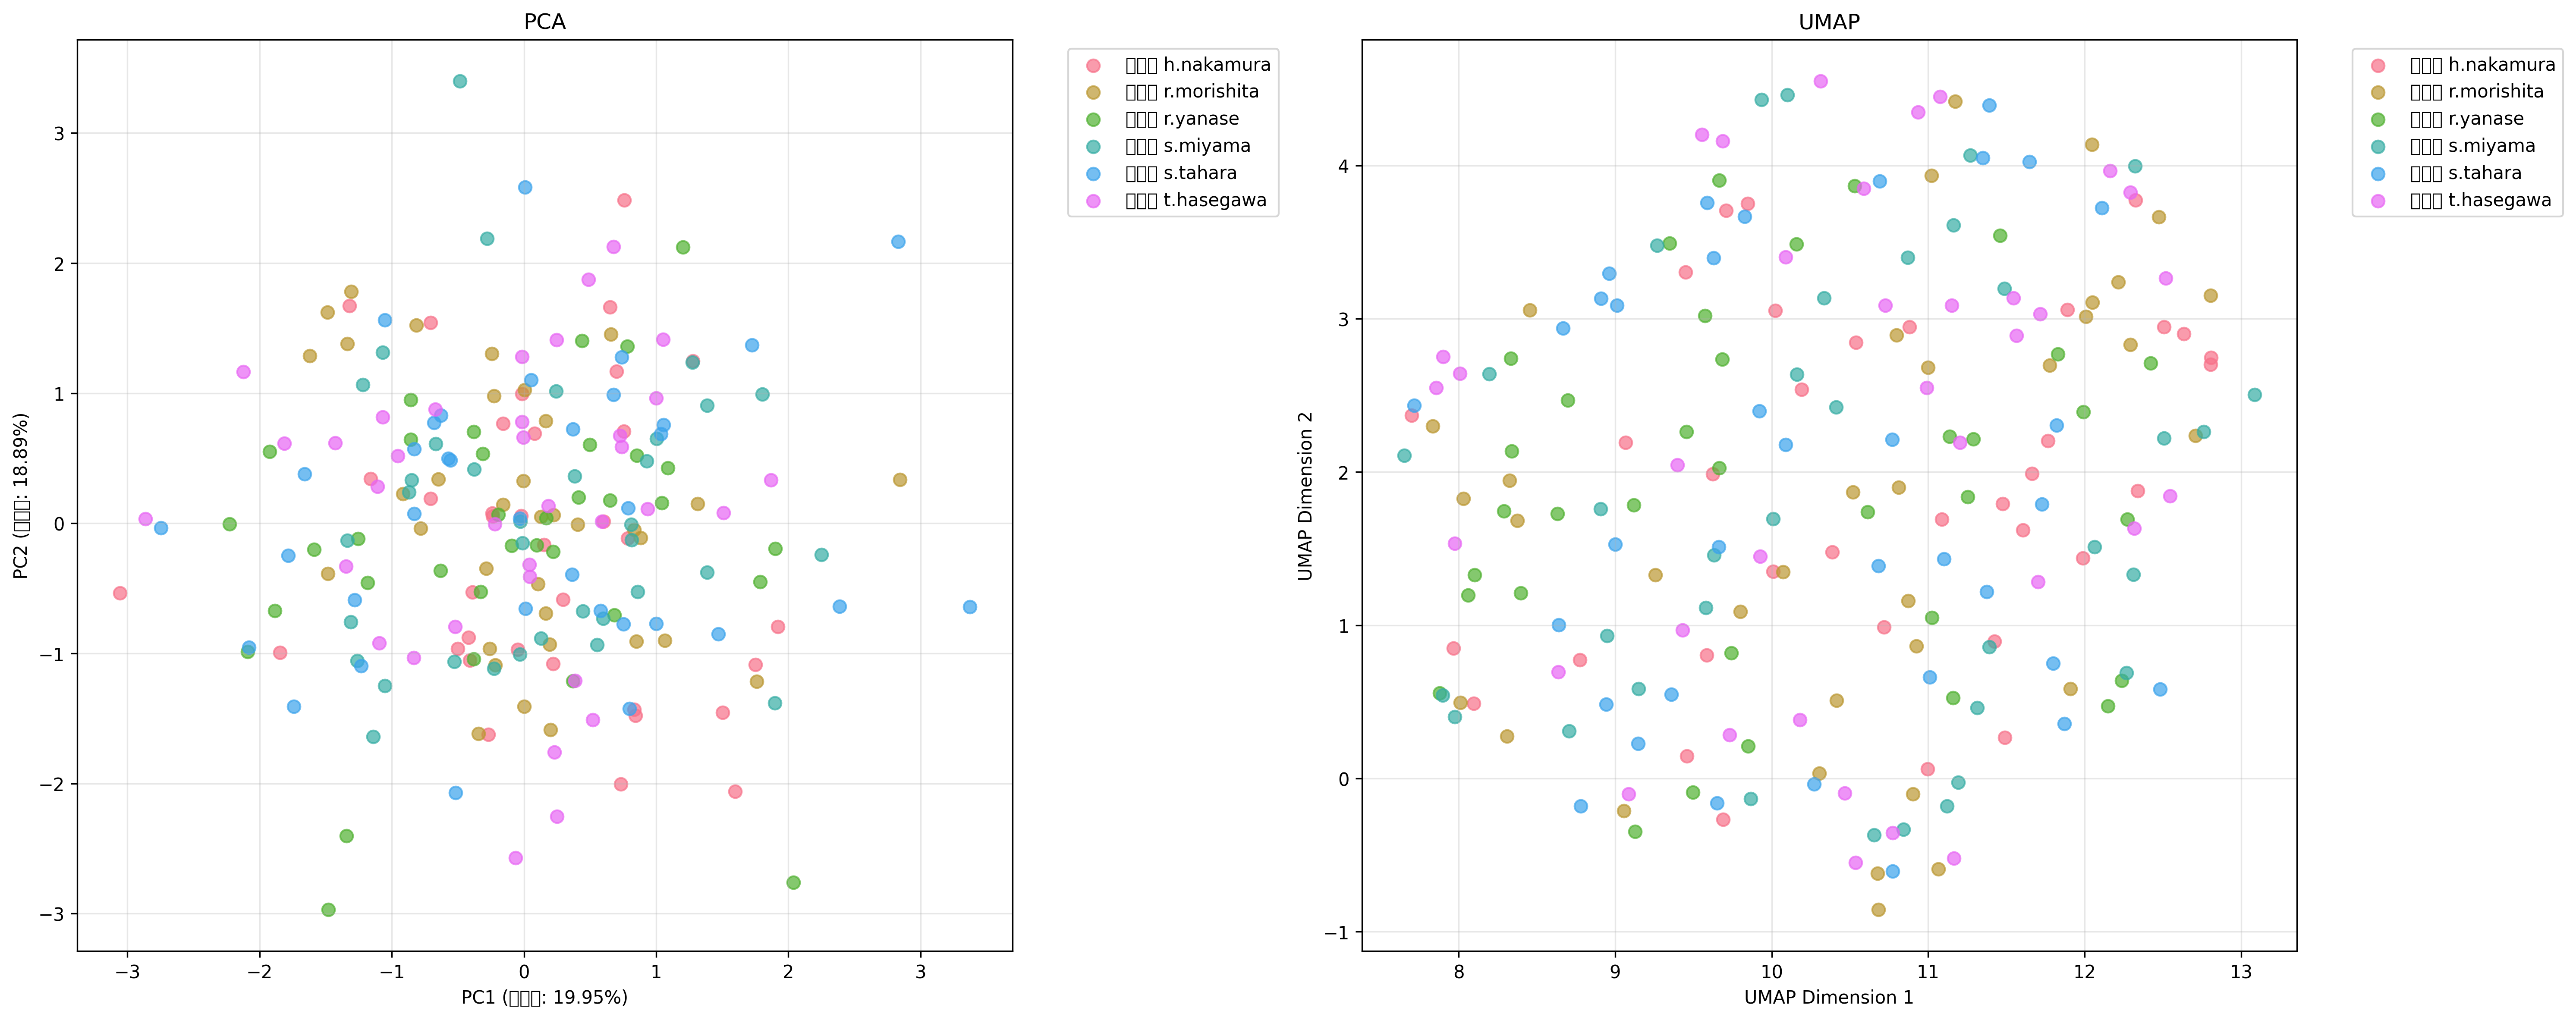 PCA
3
2
1
0
−1
−2
−3
−3
−2
−1
0
1
2
3
PC1 (□□□: 19.95%)
PC2 (□□□: 18.89%)
□□□ h.nakamura
□□□ r.morishita
□□□ r.yanase
□□□ s.miyama
□□□ s.tahara
□□□ t.hasegawa
UMAP
4
3
2
1
0
−1
8
9
10
11
12
13
UMAP Dimension 1
UMAP Dimension 2
□□□ h.nakamura
□□□ r.morishita
□□□ r.yanase
□□□ s.miyama
□□□ s.tahara
□□□ t.hasegawa